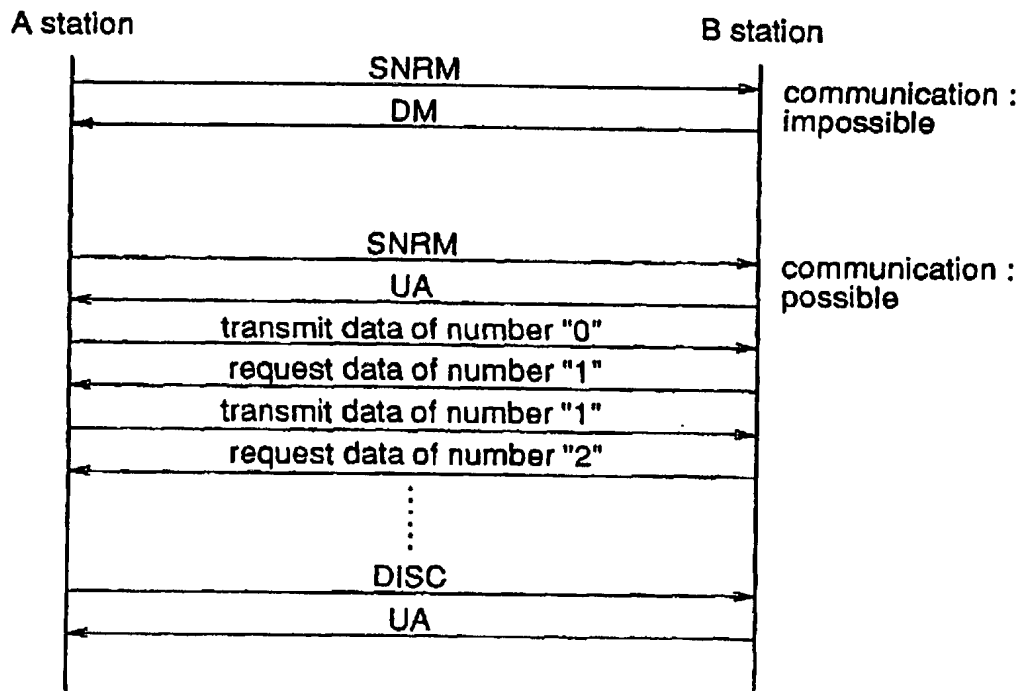 A station
B station
SNRM
communication :
impossible
DM
SNRM
communication :
possible
UA
transmit data of number "0"
request data of number "1"
transmit data of number "1"
request data of number "2"
DISC
UA